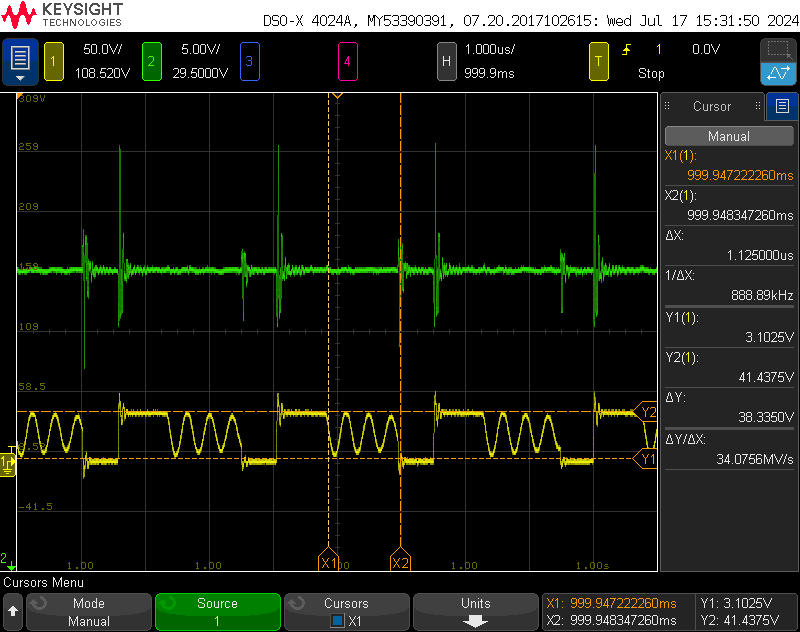 KEYSIGHT
TECHNOLOGIES
DSO-X 4024A, MY53390391, 07.20.2017102615: Wed Jul 17 15:31:50 2024
1 50.0V/ 2 5.00V/ 3 4 H 1.000us/ T 1 0.0V
108.520V 29.5000V 999.9ms Stop
309V
259
209
159
109
58.5
8.53
-41.5
1.00 1.00 1.00 1.00 1.00s
Y2
Y1
1
2
X1 X2
Cursor
Manual
X1(1):
999.947222260ms
X2(1):
999.948347260ms
ΔX:
1.125000us
1/ΔX:
888.89kHz
Y1(1):
3.1025V
Y2(1):
41.4375V
ΔY:
38.3350V
ΔY/ΔX:
34.0756MV/s
Cursors Menu
Mode
Manual
Source
1
Cursors
X1
Units
X1: 999.947222260ms
X2: 999.948347260ms
Y1: 3.1025V
Y2: 41.4375V